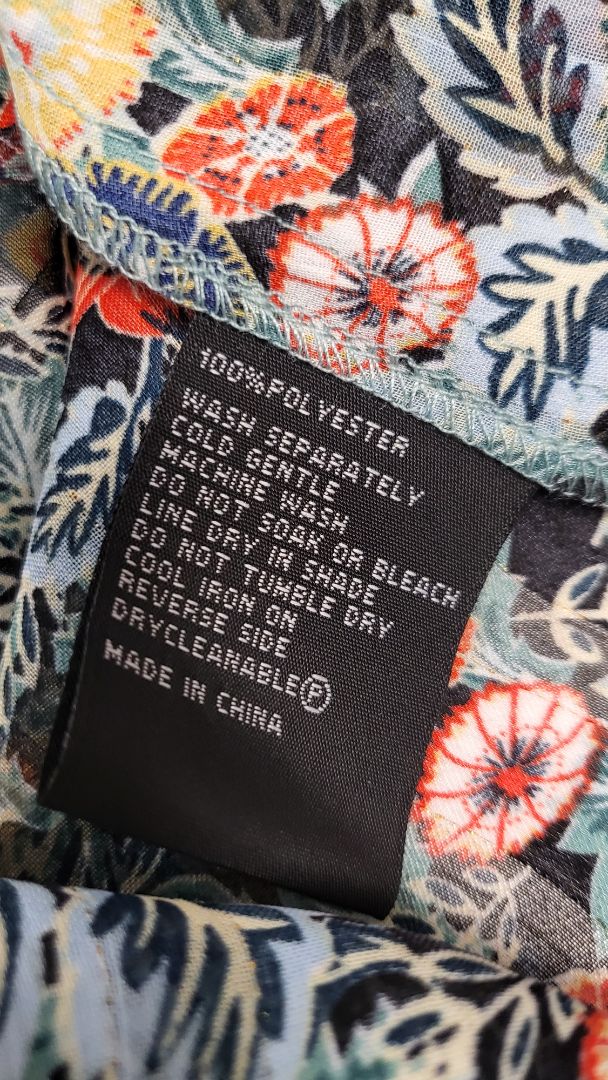 100%POLYESTER
WASH SEPARATELY
COLD GENTLE
MACHINE WASH
DO NOT SOAK OR BLEACH
LINE DRY IN SHADE
DO NOT TUMBLE DRY
COOL IRON ON
REVERSE SIDE
DRYCLEANABLEⓅ
MADE IN CHINA